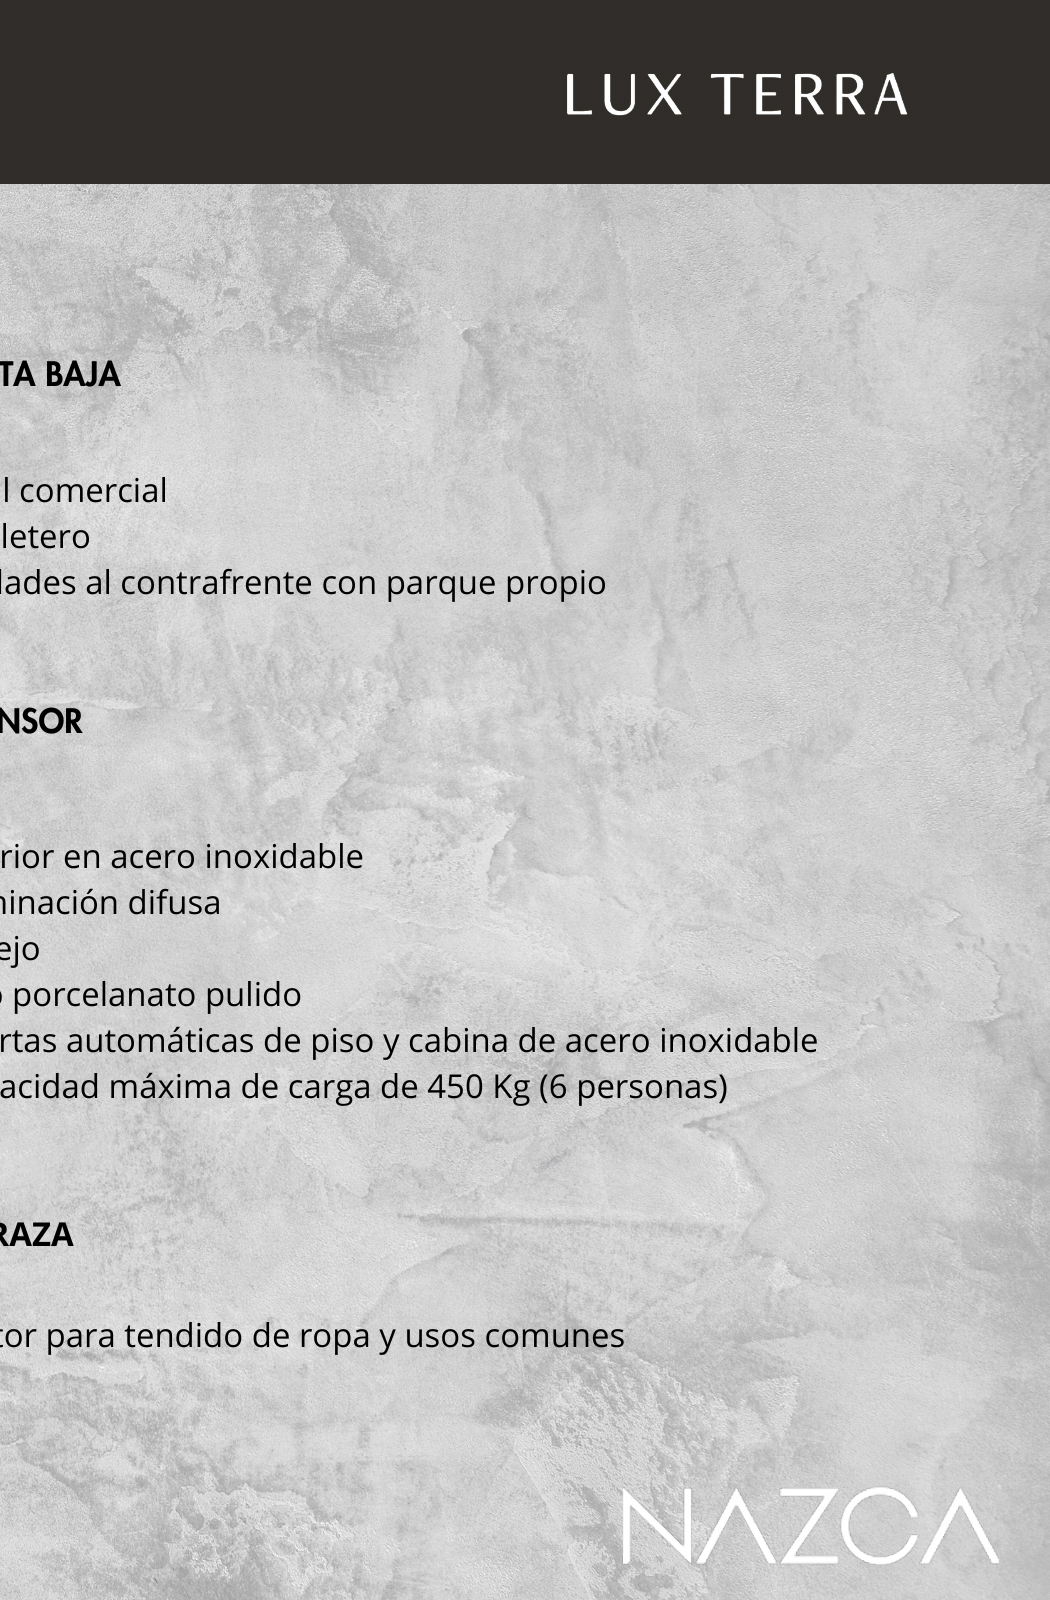 LUX TERRA
TA BAJA
l comercial
letero
dades al contrafrente con parque propio
NSOR
rior en acero inoxidable
minación difusa
ejo
o porcelanato pulido
rtas automáticas de piso y cabina de acero inoxidable
acidad máxima de carga de 450 Kg (6 personas)
RAZA
tor para tendido de ropa y usos comunes
NAZCA